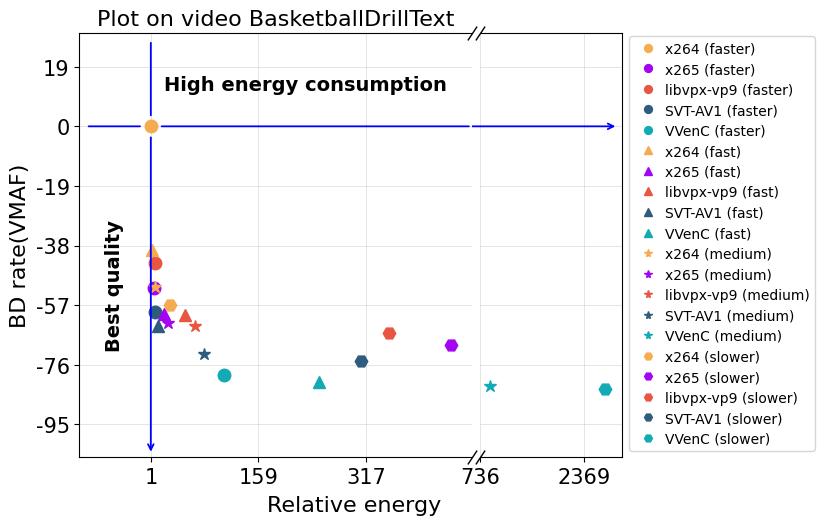 Plot on video BasketballDrillText
High energy consumption
Best quality
BD rate(VMAF)
19
0
-19
-38
-57
-76
-95
1 159 317 736 2369
Relative energy
x264 (faster)
x265 (faster)
libvpx-vp9 (faster)
SVT-AV1 (faster)
VVenC (faster)
x264 (fast)
x265 (fast)
libvpx-vp9 (fast)
SVT-AV1 (fast)
VVenC (fast)
x264 (medium)
x265 (medium)
libvpx-vp9 (medium)
SVT-AV1 (medium)
VVenC (medium)
x264 (slower)
x265 (slower)
libvpx-vp9 (slower)
SVT-AV1 (slower)
VVenC (slower)